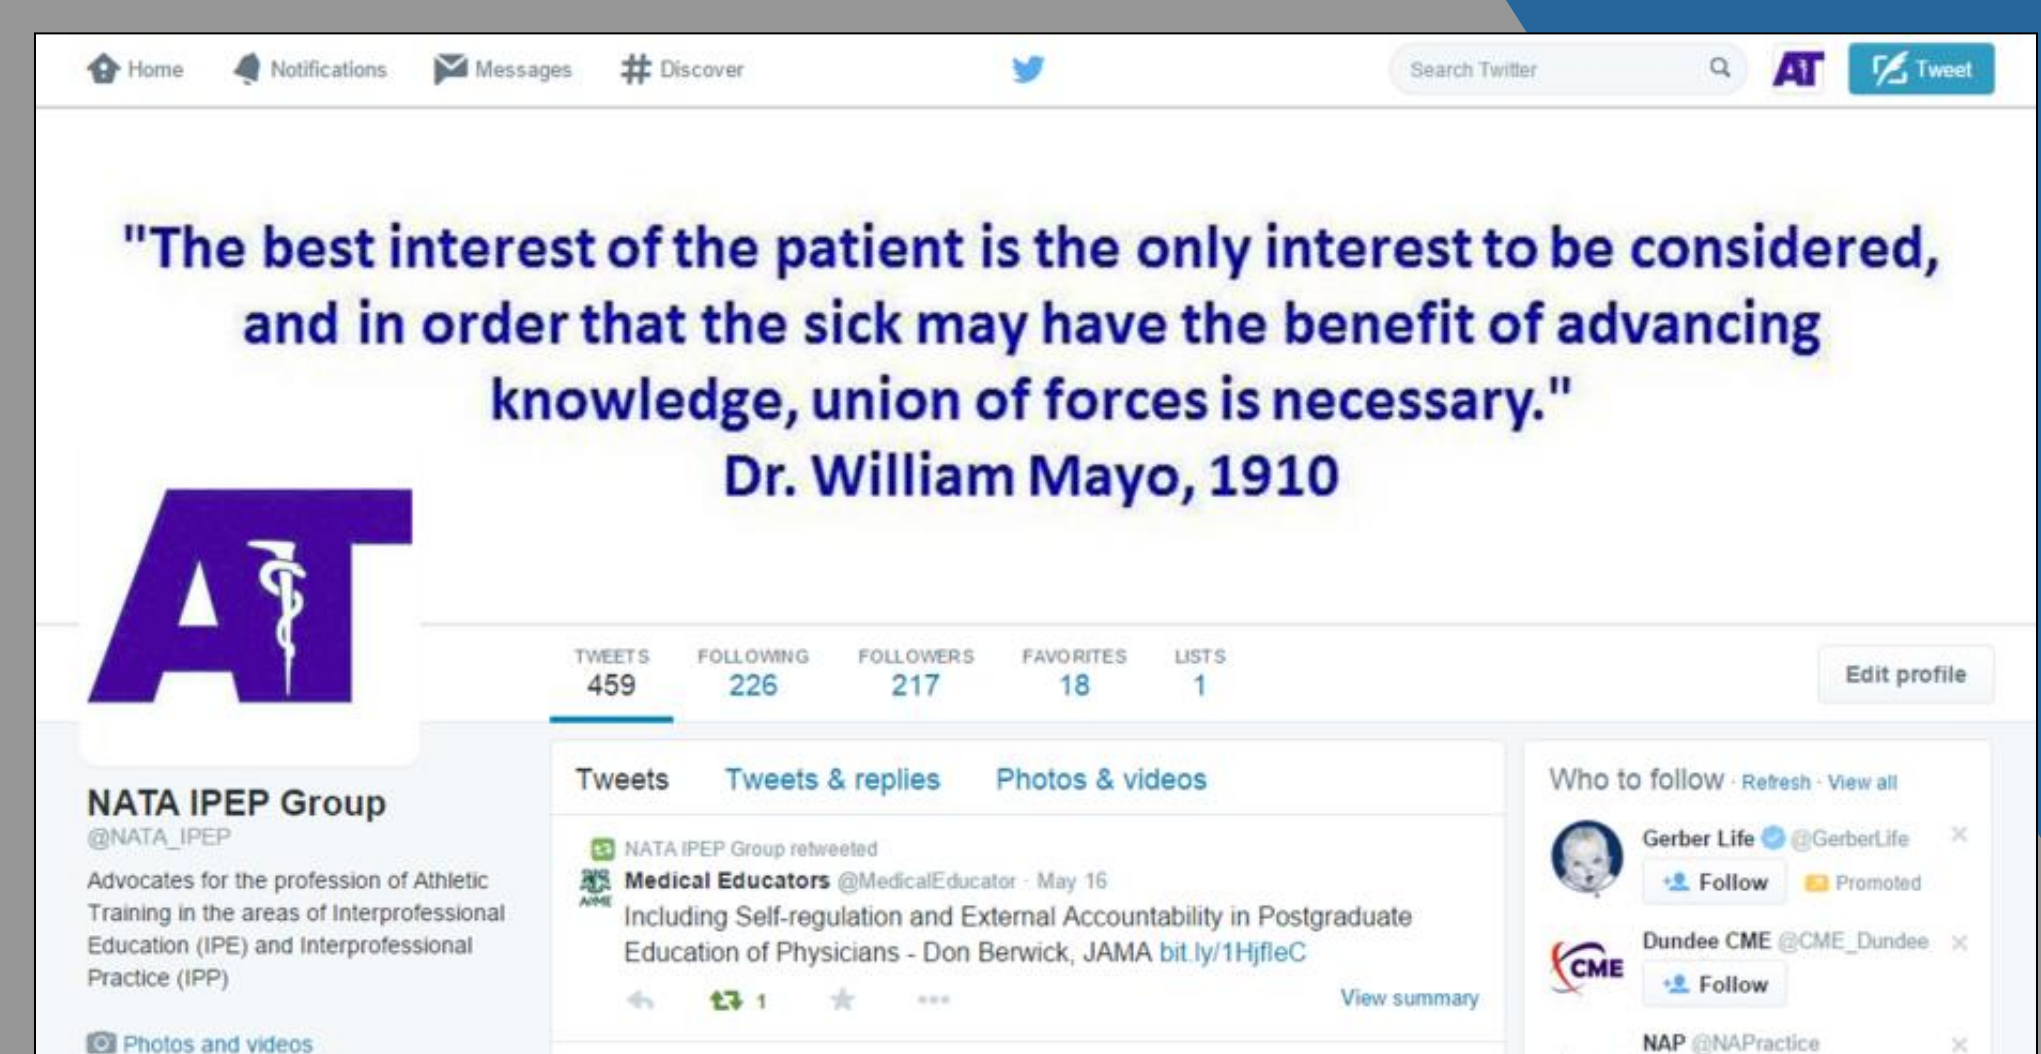 Home Notifications Messages Discover Search Twitter AT Tweet
"The best interest of the patient is the only interest to be considered,
and in order that the sick may have the benefit of advancing
knowledge, union of forces is necessary."
Dr. William Mayo, 1910
AT
TWEETS FOLLOWING FOLLOWERS FAVORITES LISTS
459 226 217 18 1
Edit profile
NATA IPEP Group
@NATA_IPEP
Advocates for the profession of Athletic
Training in the areas of Interprofessional
Education (IPE) and Interprofessional
Practice (IPP)
Photos and videos
Tweets Tweets & replies Photos & videos
NATA IPEP Group retweeted
Medical Educators @MedicalEducator · May 16
Including Self-regulation and External Accountability in Postgraduate
Education of Physicians - Don Berwick, JAMA
1
View summary
Who to follow · Refresh · View all
Gerber Life @GerberLife
Follow Promoted
Dundee CME @CME_Dundee
CME
Follow
NAP @NAPractice